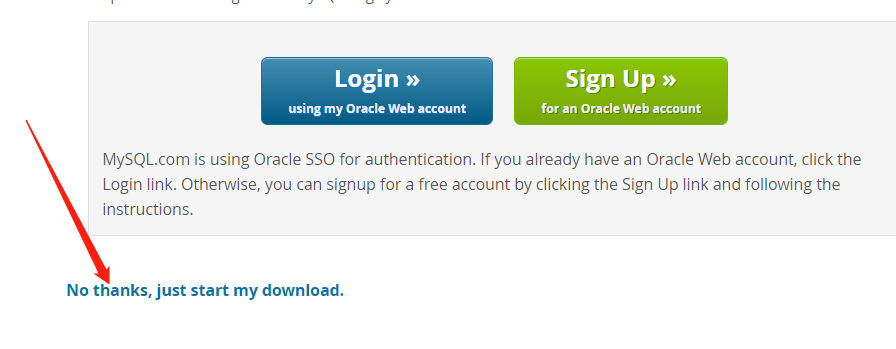 Login »
using my Oracle Web account
Sign Up »
for an Oracle Web account
MySQL.com is using Oracle SSO for authentication. If you already have an Oracle Web account, click the
Login link. Otherwise, you can signup for a free account by clicking the Sign Up link and following the
instructions.
No thanks, just start my download.